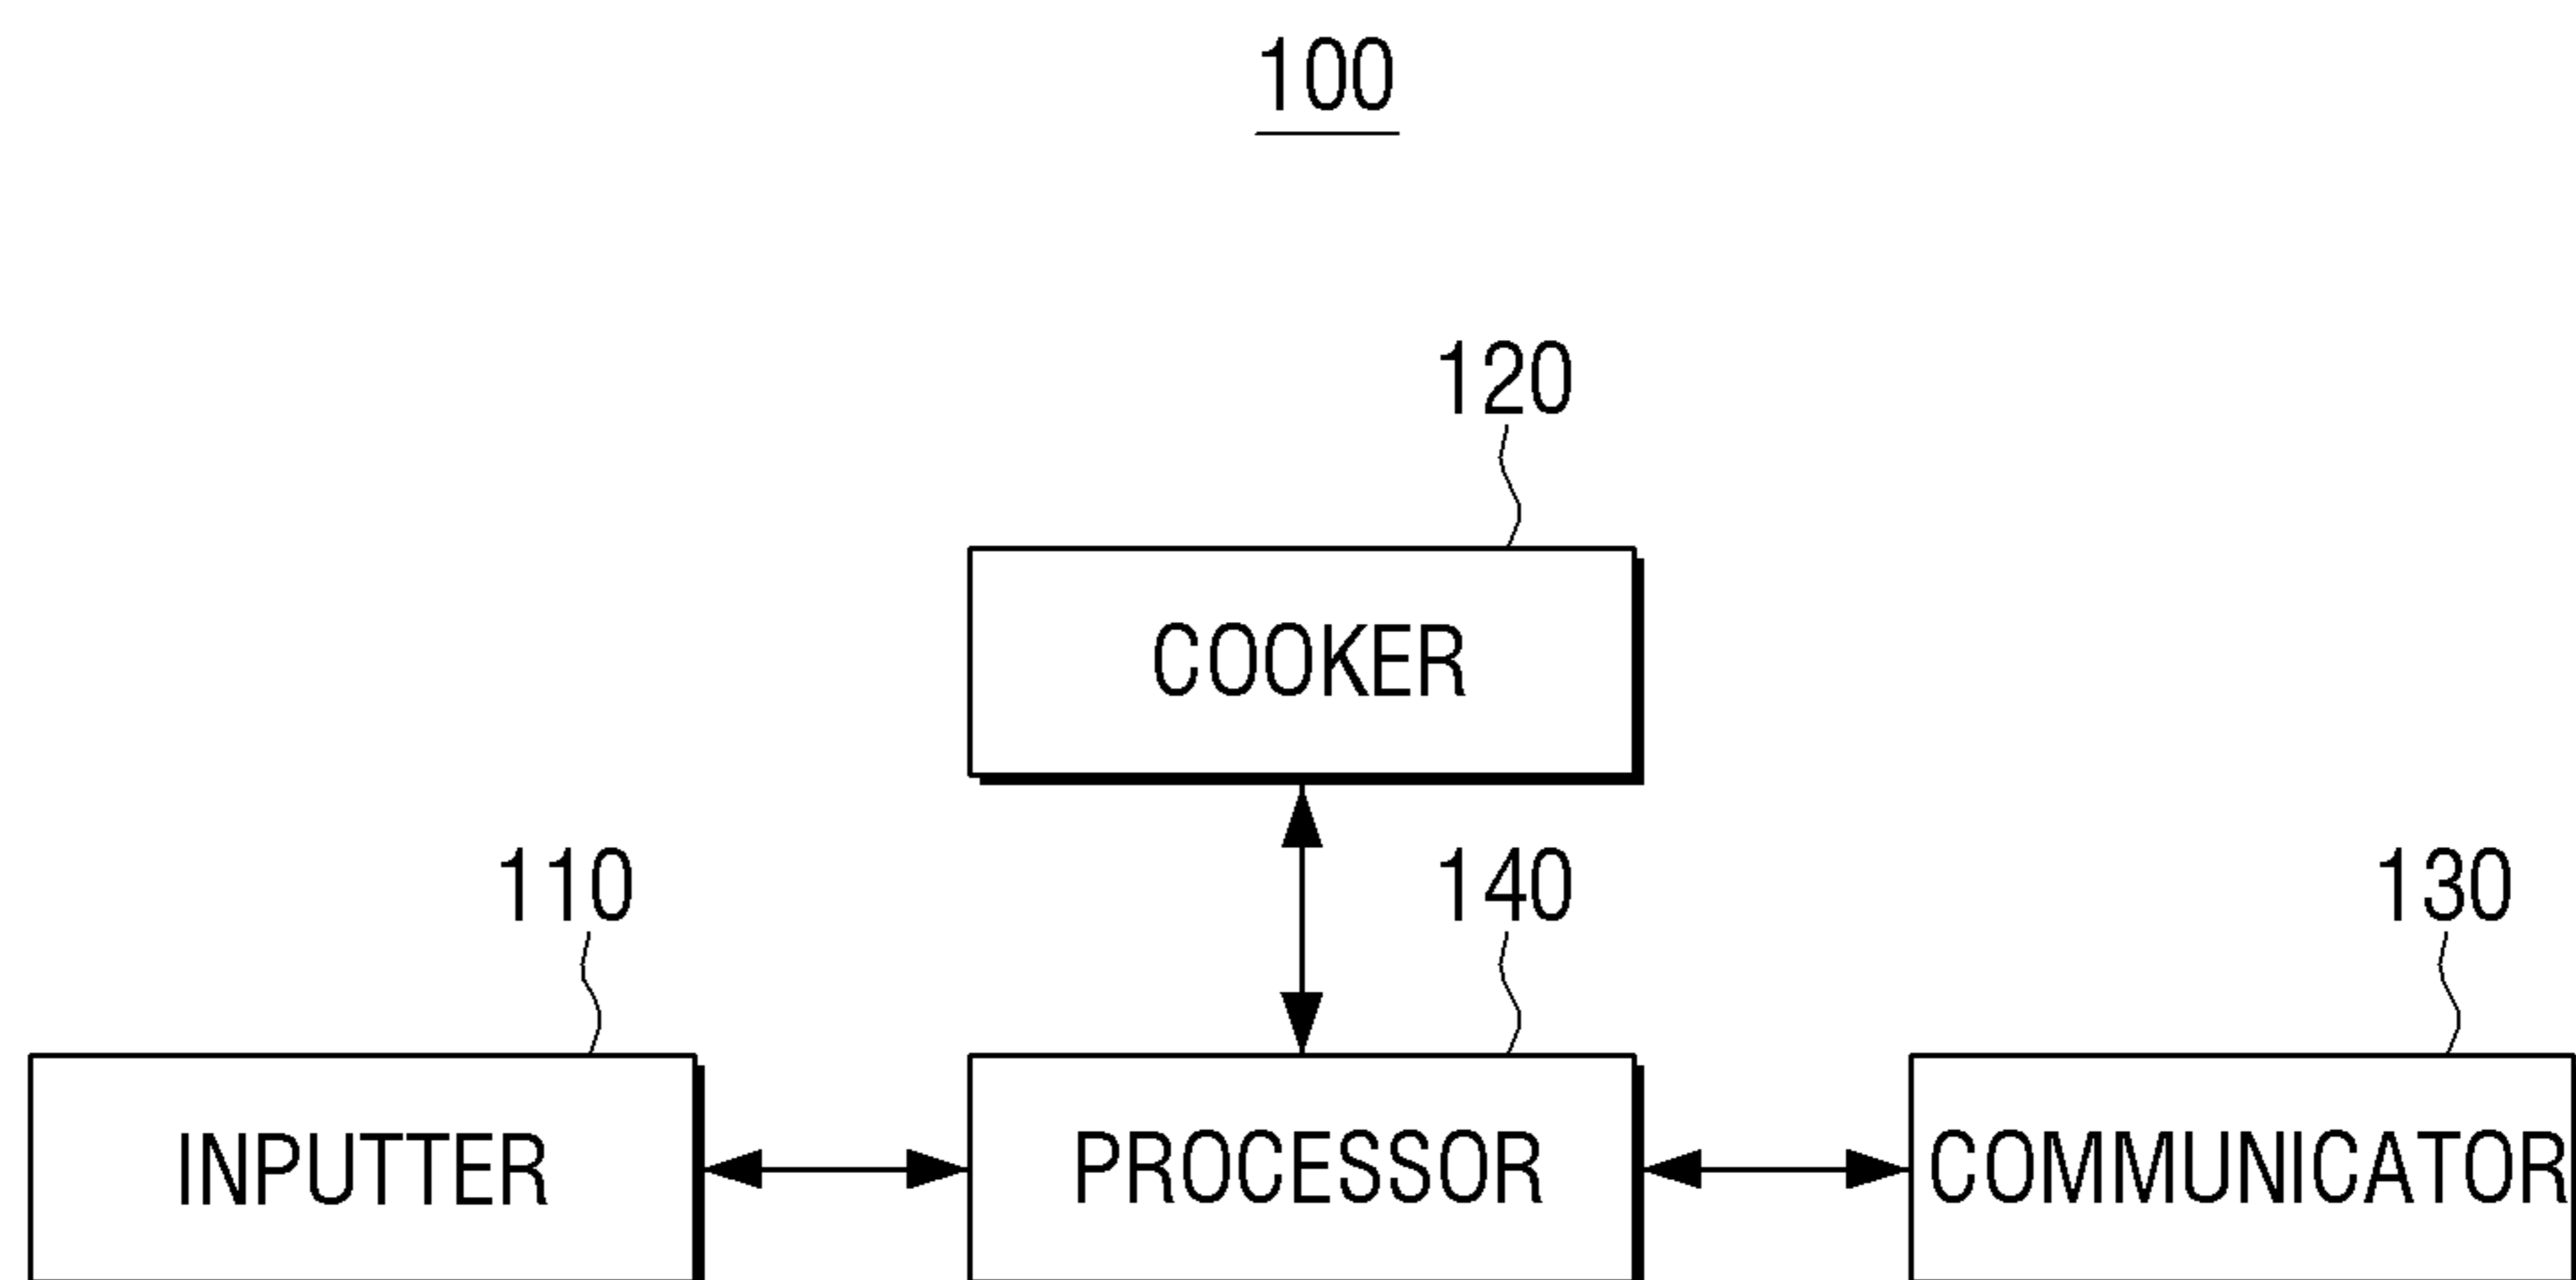 100
120
COOKER
110
140
130
INPUTTER
PROCESSOR
COMMUNICATOR